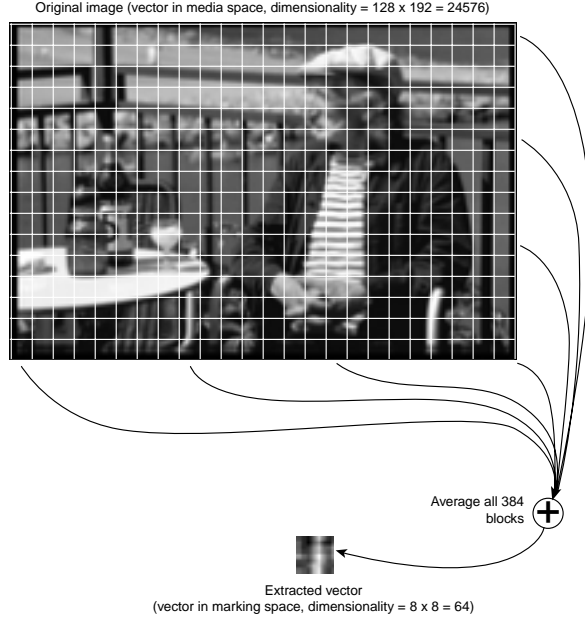 Original image (vector in media space, dimensionality = 128 x 192 = 24576)
Average all 384
blocks
Extracted vector
(vector in marking space, dimensionality = 8 x 8 = 64)